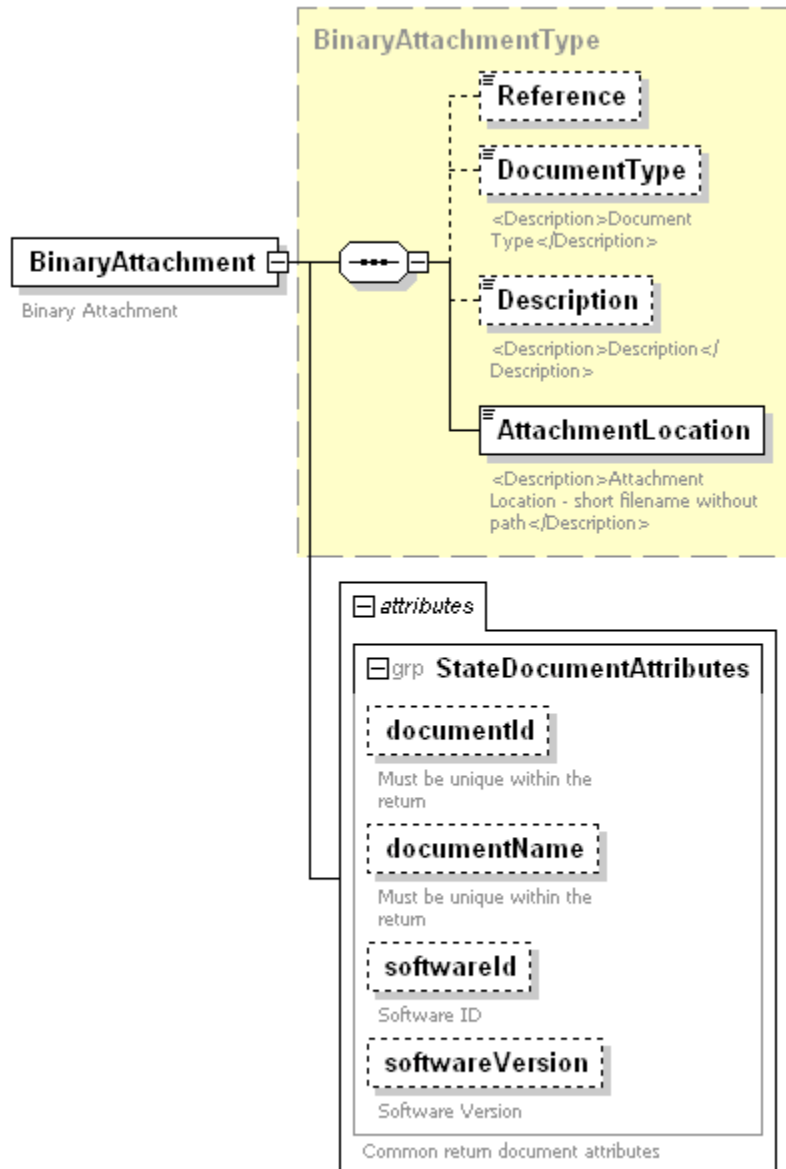 BinaryAttachmentType
Reference
DocumentType
<Description>Document
Type</Description>
BinaryAttachment
Binary Attachment
Description
<Description>Description</
Description>
AttachmentLocation
<Description>Attachment
Location - short filename without
path</Description>
attributes
grp StateDocumentAttributes
documentId
Must be unique within the
return
documentName
Must be unique within the
return
softwareId
Software ID
softwareVersion
Software Version
Common return document attributes